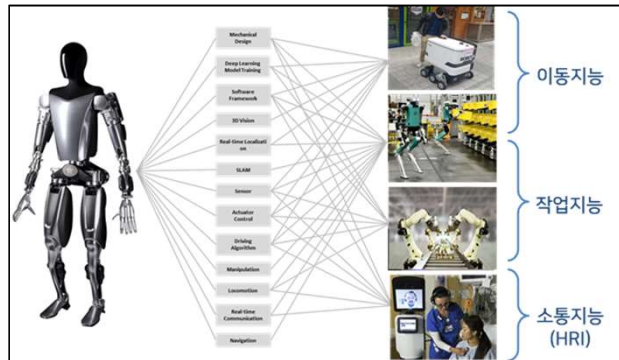 Mechanical
Design
Deep Learning
Model Training
Software
Framework
3D Vision
Real-time Localizati
on
SLAM
Sensor
Actuator
Control
Driving
Algorithm
Manipulation
Locomotion
Real-time
Communication
Navigation
이동지능
작업지능
소통지능
(HRI)